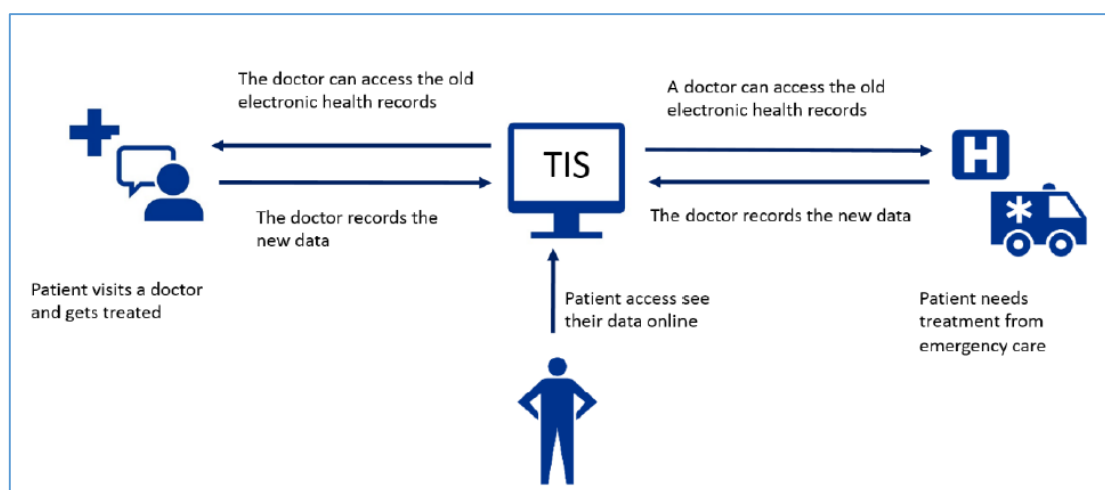 The doctor can access the old
electronic health records
A doctor can access the old
electronic health records
TIS
H
The doctor records the
new data
The doctor records the new data
Patient visits a doctor
and gets treated
Patient access see
their data online
Patient needs
treatment from
emergency care